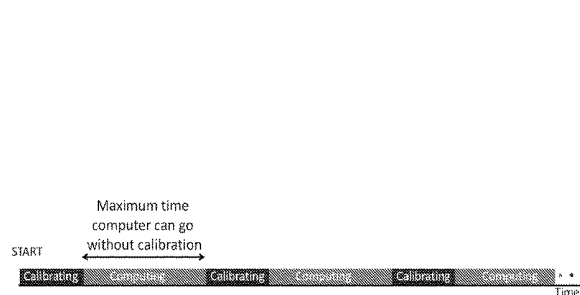 Maximum time
computer can go
without calibration
START
Calibrating Computing Calibrating Computing Calibrating Computing
Time